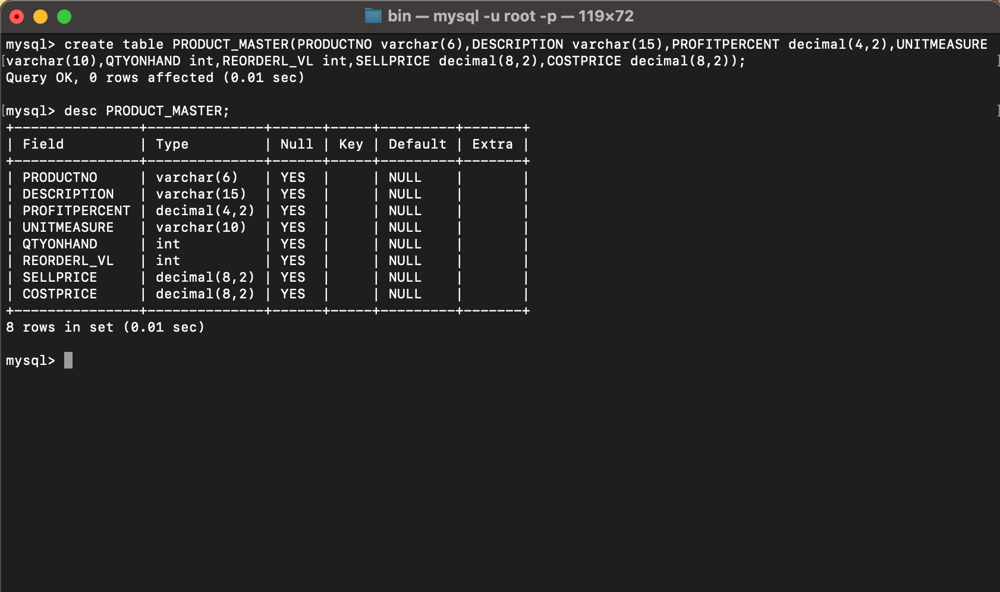 bin — mysql -u root -p — 119×72
mysql> create table PRODUCT_MASTER(PRODUCTNO varchar(6),DESCRIPTION varchar(15),PROFITPERCENT decimal(4,2),UNITMEASURE
[varchar(10),QTYONHAND int,REORDERL_VL int,SELLPRICE decimal(8,2),COSTPRICE decimal(8,2)); ]
Query OK, 0 rows affected (0.01 sec)
[mysql> desc PRODUCT_MASTER; ]
+---------------+--------------+------+-----+---------+-------+
| Field         | Type         | Null | Key | Default | Extra |
+---------------+--------------+------+-----+---------+-------+
| PRODUCTNO     | varchar(6)   | YES  |     | NULL    |       |
| DESCRIPTION   | varchar(15)  | YES  |     | NULL    |       |
| PROFITPERCENT | decimal(4,2) | YES  |     | NULL    |       |
| UNITMEASURE   | varchar(10)  | YES  |     | NULL    |       |
| QTYONHAND     | int          | YES  |     | NULL    |       |
| REORDERL_VL   | int          | YES  |     | NULL    |       |
| SELLPRICE     | decimal(8,2) | YES  |     | NULL    |       |
| COSTPRICE     | decimal(8,2) | YES  |     | NULL    |       |
+---------------+--------------+------+-----+---------+-------+
8 rows in set (0.01 sec)
mysql>